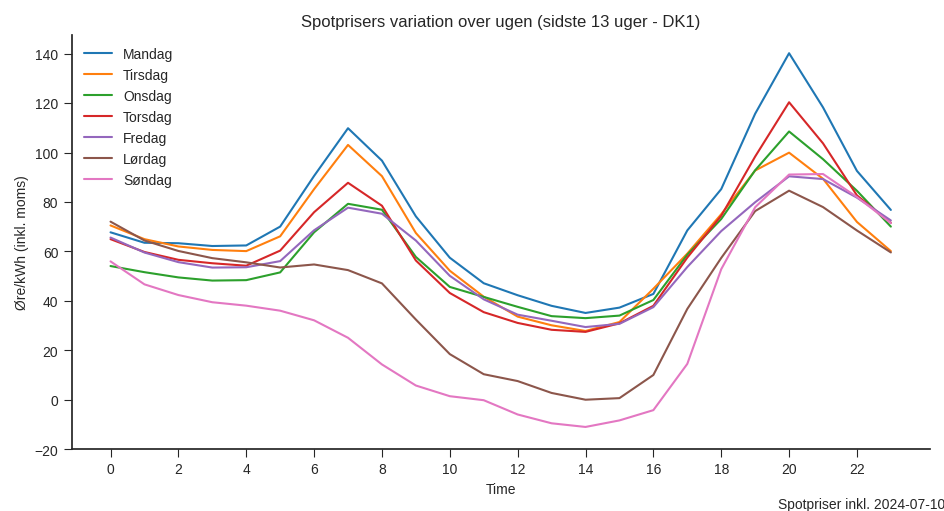 Spotprisers variation over ugen (sidste 13 uger - DK1)
140
120
100
80
60
40
20
0
−20
Øre/kWh (inkl. moms)
Mandag
Tirsdag
Onsdag
Torsdag
Fredag
Lørdag
Søndag
0 2 4 6 8 10 12 14 16 18 20 22
Time
Spotpriser inkl. 2024-07-10